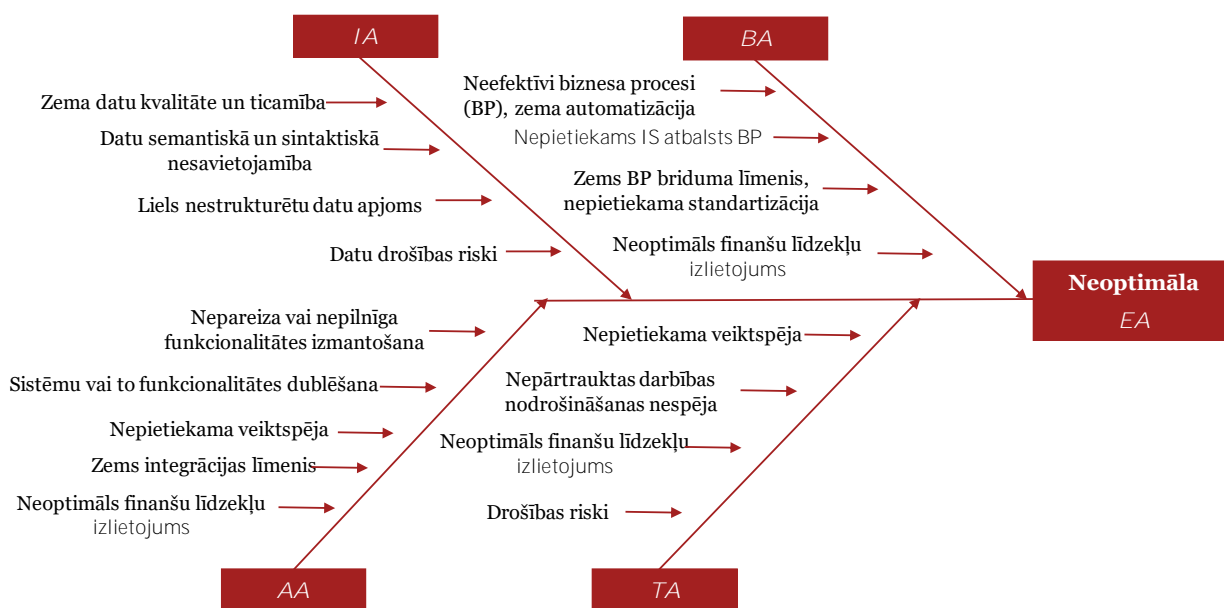 IA
Zema datu kvalitāte un ticamība
Datu semantiskā un sintaktiskā
nesavietojamība
Liels nestrukturētu datu apjoms
Datu drošības riski
BA
Neefektīvi biznesa procesi
(BP), zema automatizācija
Nepietiekams IS atbalsts BP
Zems BP briduma līmenis,
nepietiekama standartizācija
Neoptimāls finanšu līdzekļu
izlietojums
Neoptimāla
EA
Nepareiza vai nepilnīga
funkcionalitātes izmantošana
Sistēmu vai to funkcionalitātes dublēšana
Nepietiekama veiktspēja
Zems integrācijas līmenis
Neoptimāls finanšu līdzekļu
izlietojums
AA
Nepietiekama veiktspēja
Nepārtrauktas darbības
nodrošināšanas nespēja
Neoptimāls finanšu līdzekļu
izlietojums
Drošības riski
TA